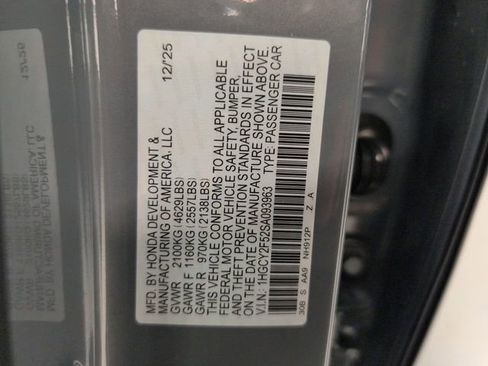 MFD. BY HONDA DEVELOPMENT &
MANUFACTURING OF AMERICA, LLC 12/25
GVWR 2100KG (4629LBS)
GAWR F 1160KG (2557LBS)
GAWR R 970KG (2138LBS)
THIS VEHICLE CONFORMS TO ALL APPLICABLE
FEDERAL MOTOR VEHICLE SAFETY, BUMPER,
AND THEFT PREVENTION STANDARDS IN EFFECT
ON THE DATE OF MANUFACTURE SHOWN ABOVE.
V.I.N.: 1HGCY2F52SA093963 TYPE: PASSENGER CAR
30B S AA9 NH912P Z A